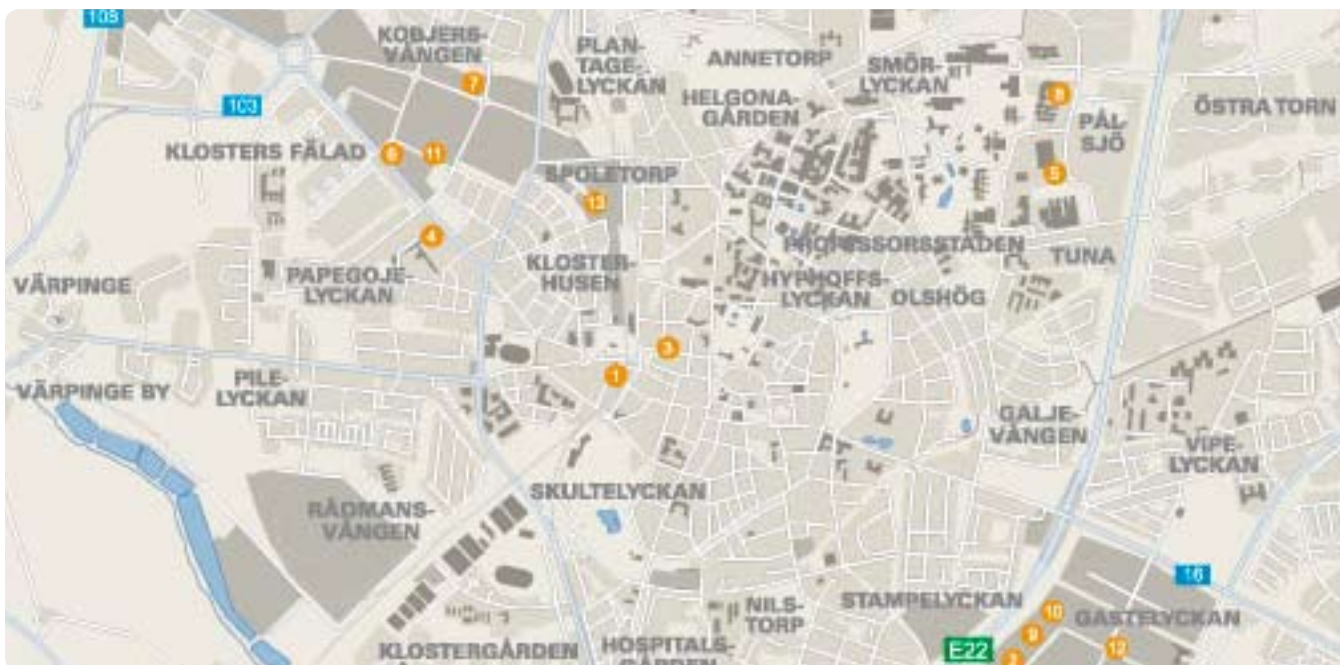 108
KOBJERS-
VÅNGEN
PLAN-
TAGE-
LYCKAN
ANNETORP
SMÖR-
LYCKAN
7
103
HELGONA-
GÅRDEN
8
PÅL-
SJÖ
ÖSTRA TORN
KLOSTERS FÄLAD
6
11
SPOLETORP
13
5
4
PROFESSORSSTADEN
TUNA
KLOSTER-
HUSEN
PAPEGOJE-
LYCKAN
HYPHOFFS-
LYCKAN
OLSHÖG
VÄRPINGE
3
1
VÄRPINGE BY
PILE-
LYCKAN
GALJE-
VÅNGEN
VIPE-
LYCKAN
SKULTELYCKAN
RÅDMANS-
VÅNGEN
16
STAMPELYCKAN
NILS-
TORP
10
GASTELYCKAN
9
12
E22
2
KLOSTERGÅRDEN
HOSPITALS-
GÅRDEN